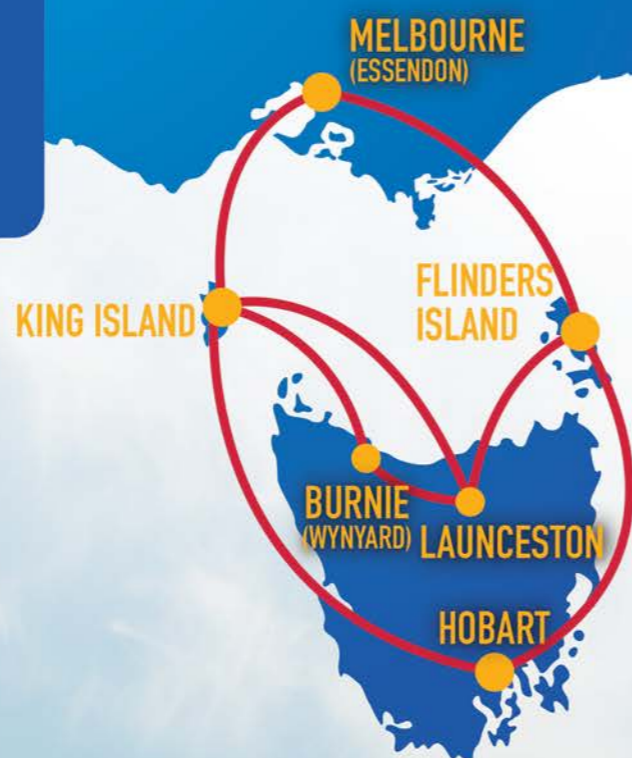 MELBOURNE
(ESSENDON)
FLINDERS
ISLAND
KING ISLAND
BURNIE
(WYNYARD)
LAUNCESTON
HOBART